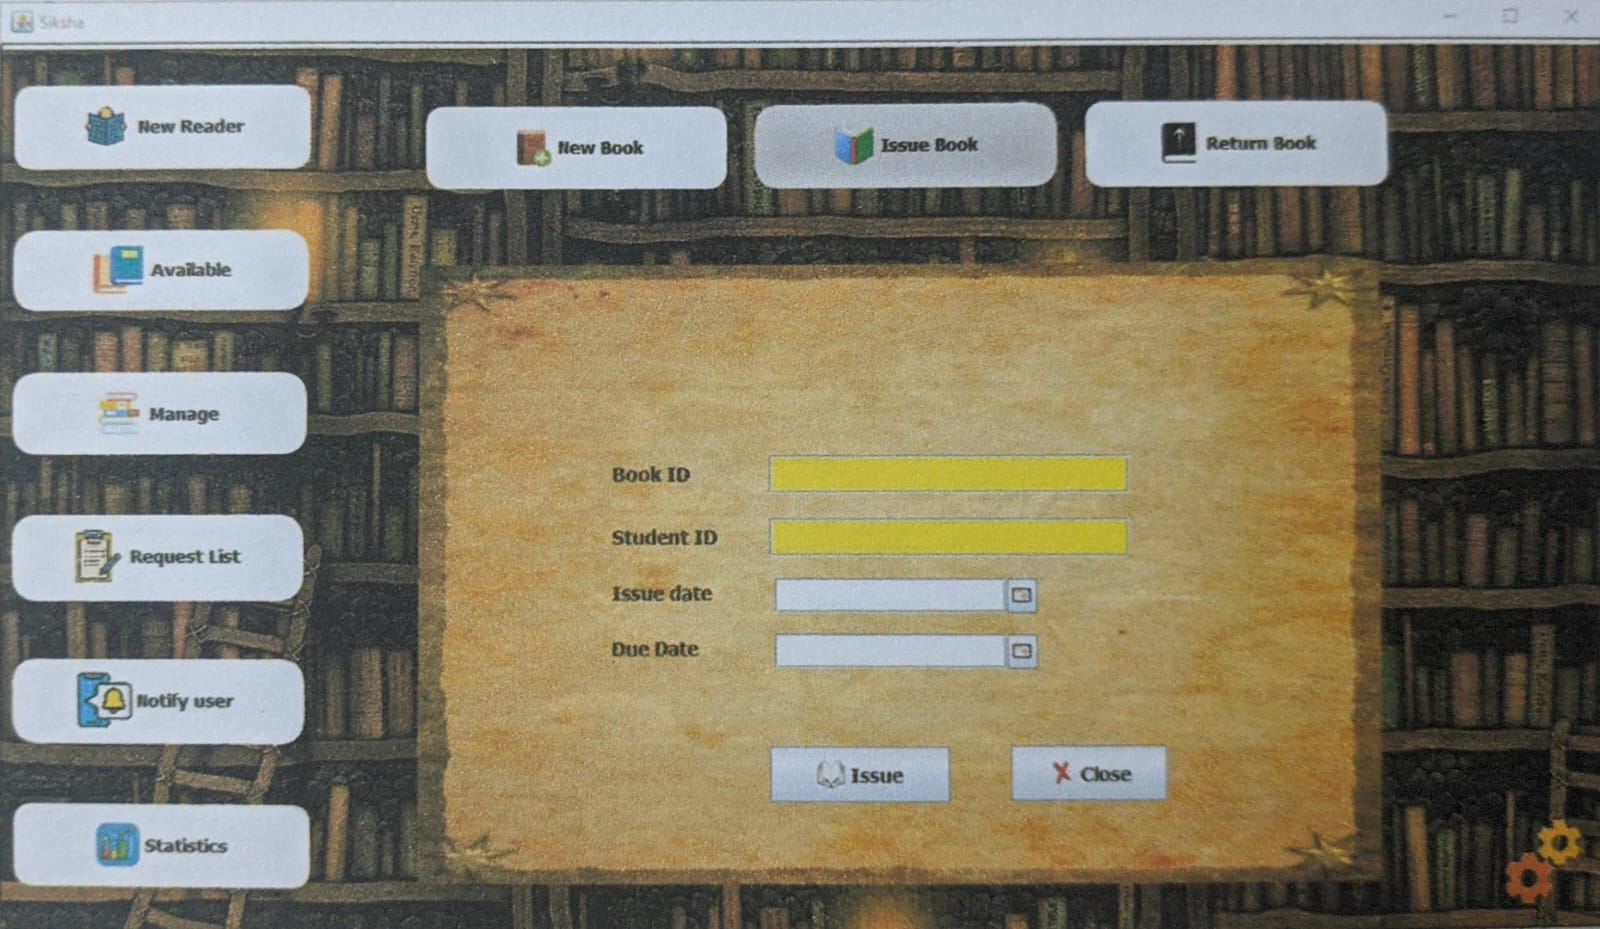 Siksha
New Reader
New Book
Issue Book
Return Book
Available
Manage
Request List
Notify user
Statistics
Book ID
Student ID
Issue date
Due Date
Issue
Close